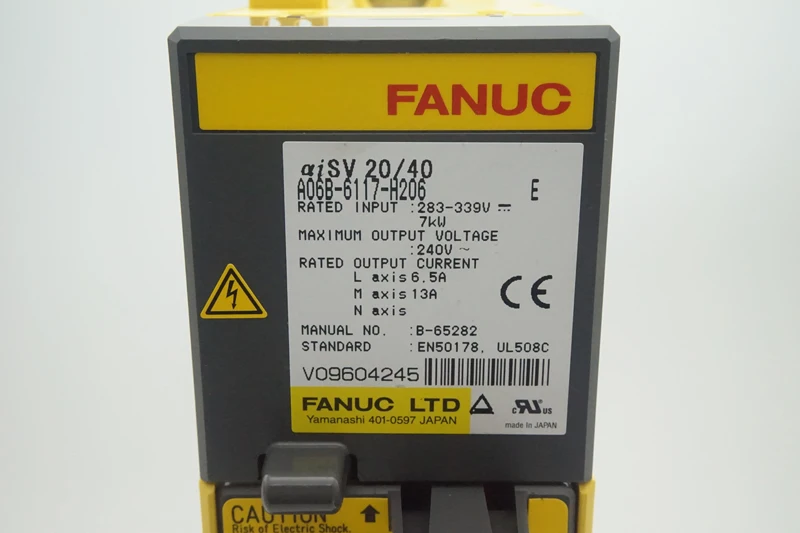 FANUC
αiSV 20/40
A06B-6117-H206 E
RATED INPUT :283-339V ⎓
7kW
MAXIMUM OUTPUT VOLTAGE
:240V ~
RATED OUTPUT CURRENT
L axis 6.5A
M axis 13A
N axis
CE
MANUAL NO. :B-65282
STANDARD :EN50178, UL508C
V09604245
FANUC LTD
Yamanashi 401-0597 JAPAN
c RU US
made in JAPAN
CAUTION
Risk of Electric Shock.